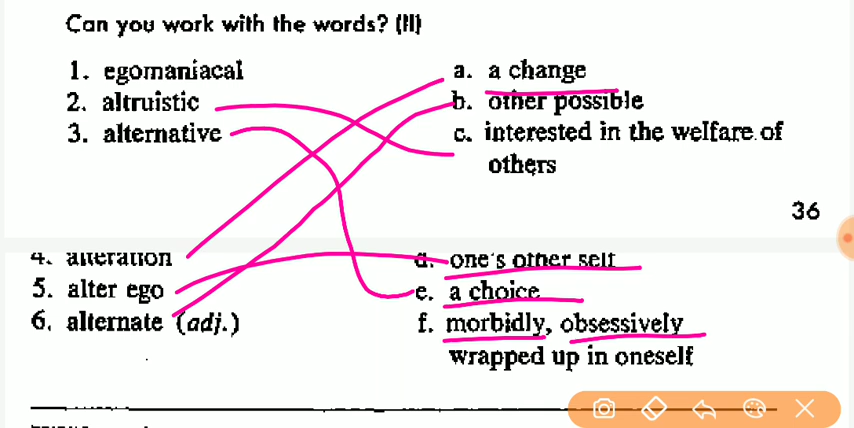 Can you work with the words? (II)
1. egomaniacal
2. altruistic
3. alternative
a. a change
b. other possible
c. interested in the welfare of
others
36
4. alteration
5. alter ego
6. alternate (adj.)
d. one's other self
e. a choice
f. morbidly, obsessively
wrapped up in oneself